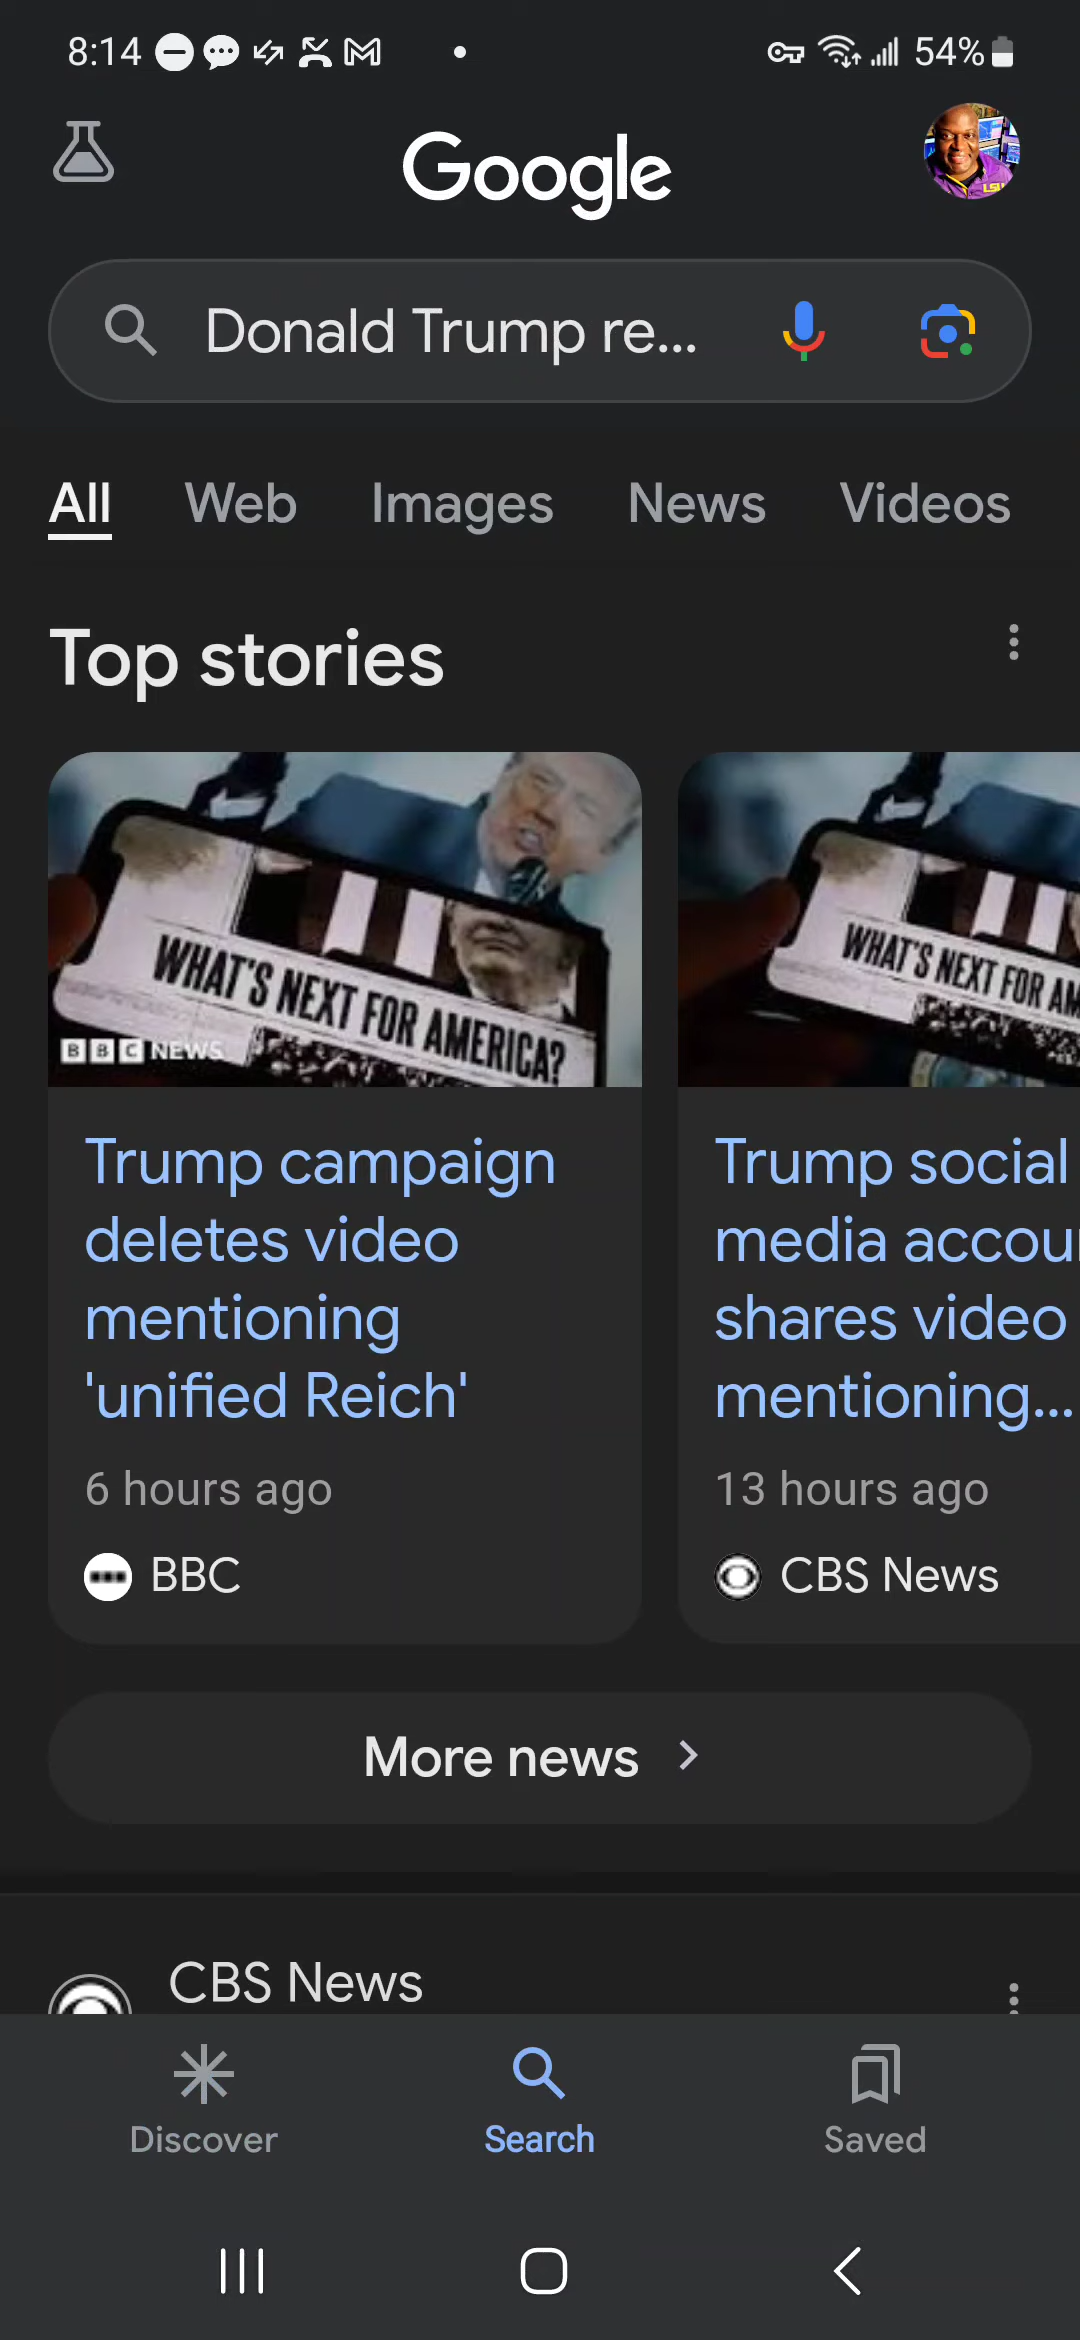 8:14 54%
Google
Donald Trump re...
All Web Images News Videos
Top stories
WHAT'S NEXT FOR AMERICA?
BBC NEWS
Trump campaign
deletes video
mentioning
'unified Reich'
6 hours ago
BBC
WHAT'S NEXT FOR AM
Trump social
media accou
shares video
mentioning...
13 hours ago
CBS News
More news
CBS News
Discover Search Saved